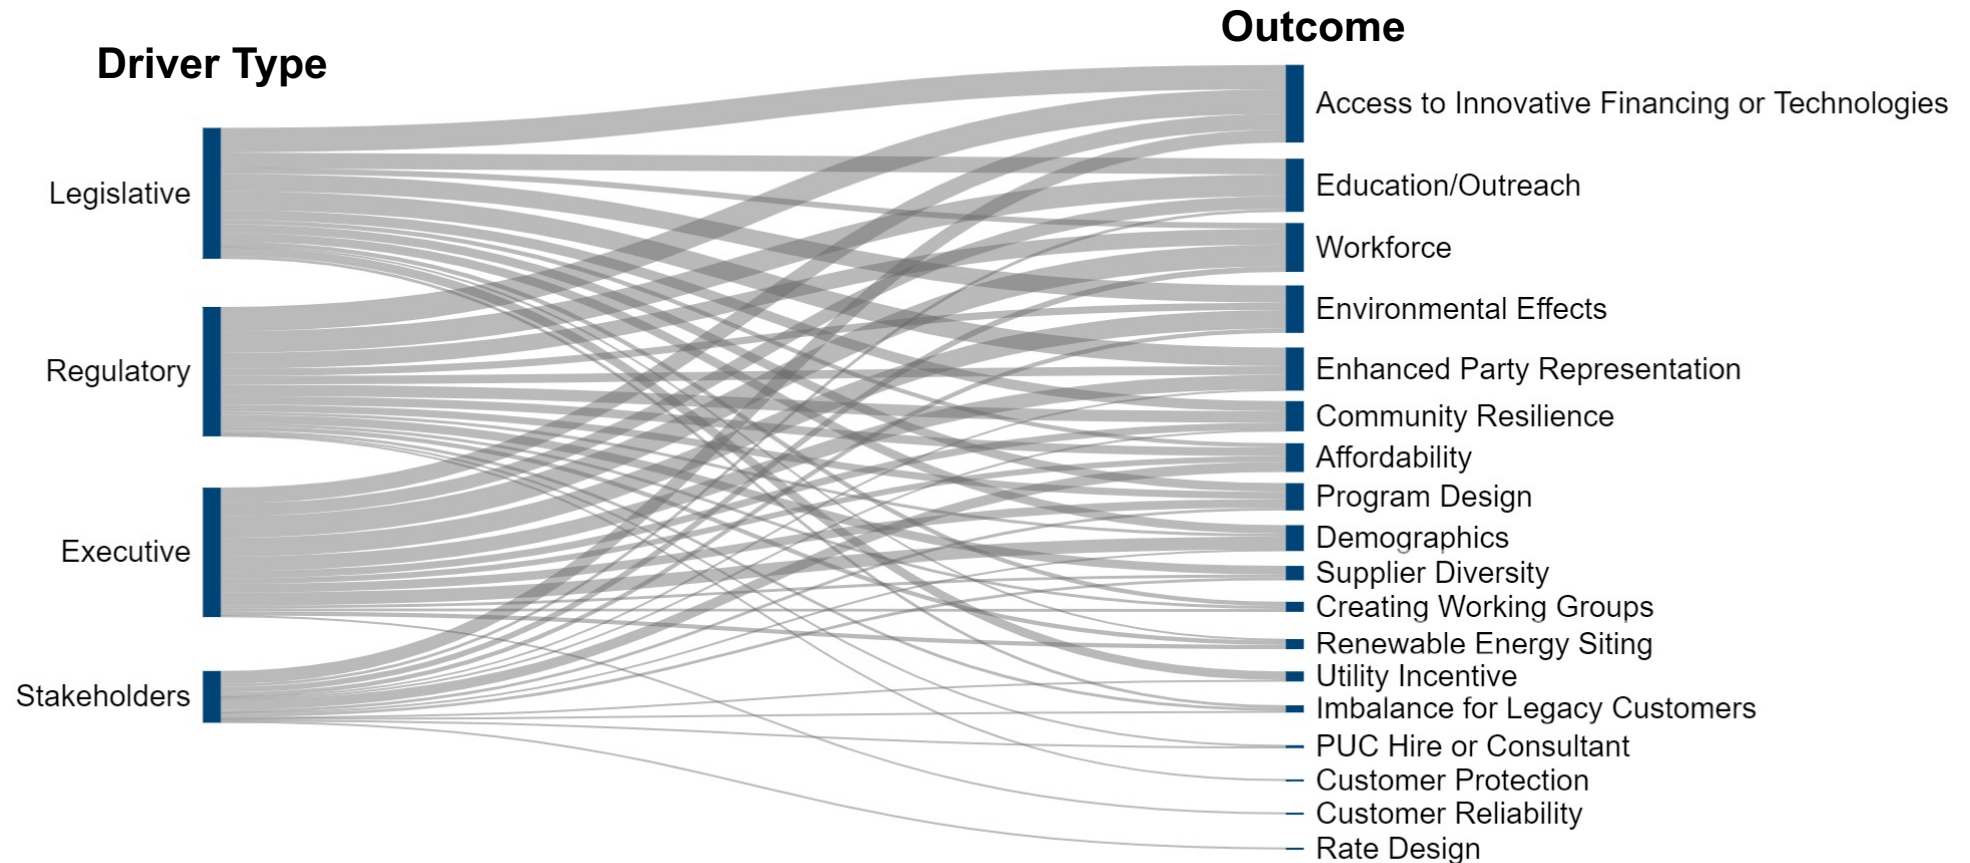 Outcome
Driver Type
Access to Innovative Financing or Technologies
Education/Outreach
Legislative
Workforce
Environmental Effects
Enhanced Party Representation
Regulatory
Community Resilience
Affordability
Program Design
Demographics
Executive
Supplier Diversity
Creating Working Groups
Renewable Energy Siting
Utility Incentive
Stakeholders
Imbalance for Legacy Customers
PUC Hire or Consultant
Customer Protection
Customer Reliability
Rate Design